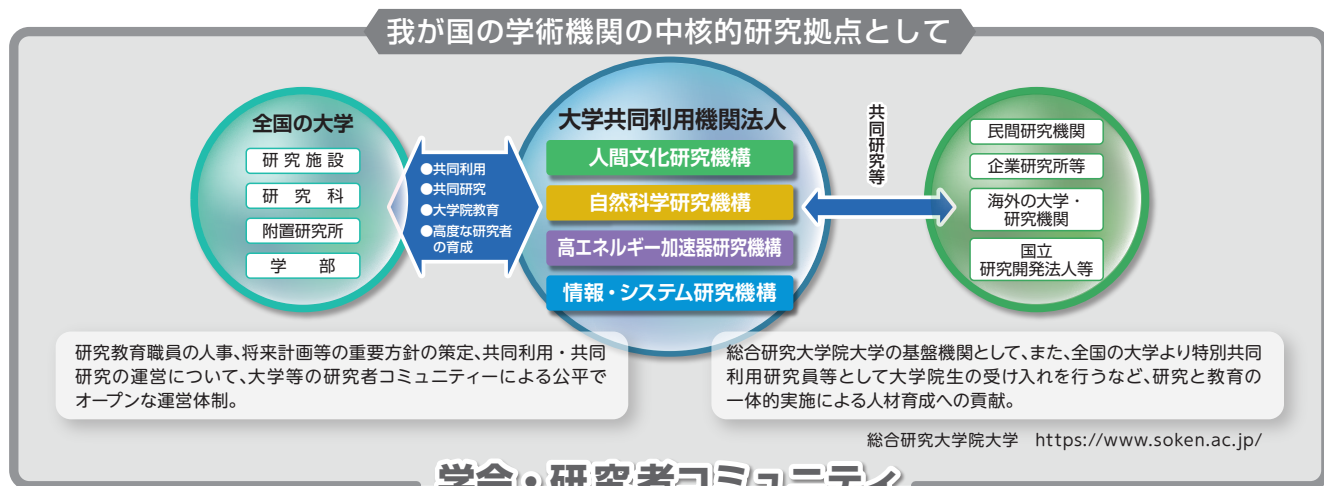 我が国の学術機関の中核的研究拠点として
全国の大学
研究施設
研究科
附置研究所
学部
●共同利用
●共同研究
●大学院教育
●高度な研究者
の育成
大学共同利用機関法人
人間文化研究機構
自然科学研究機構
高エネルギー加速器研究機構
情報・システム研究機構
共同研究等
民間研究機関
企業研究所等
海外の大学・
研究機関
国立
研究開発法人等
研究教育職員の人事、将来計画等の重要方針の策定、共同利用・共同
研究の運営について、大学等の研究者コミュニティーによる公平で
オープンな運営体制。
総合研究大学院大学の基盤機関として、また、全国の大学より特別共同
利用研究員等として大学院生の受け入れを行うなど、研究と教育の
一体的実施による人材育成への貢献。
総合研究大学院大学 https://www.soken.ac.jp/
学会・研究者コミュニティ